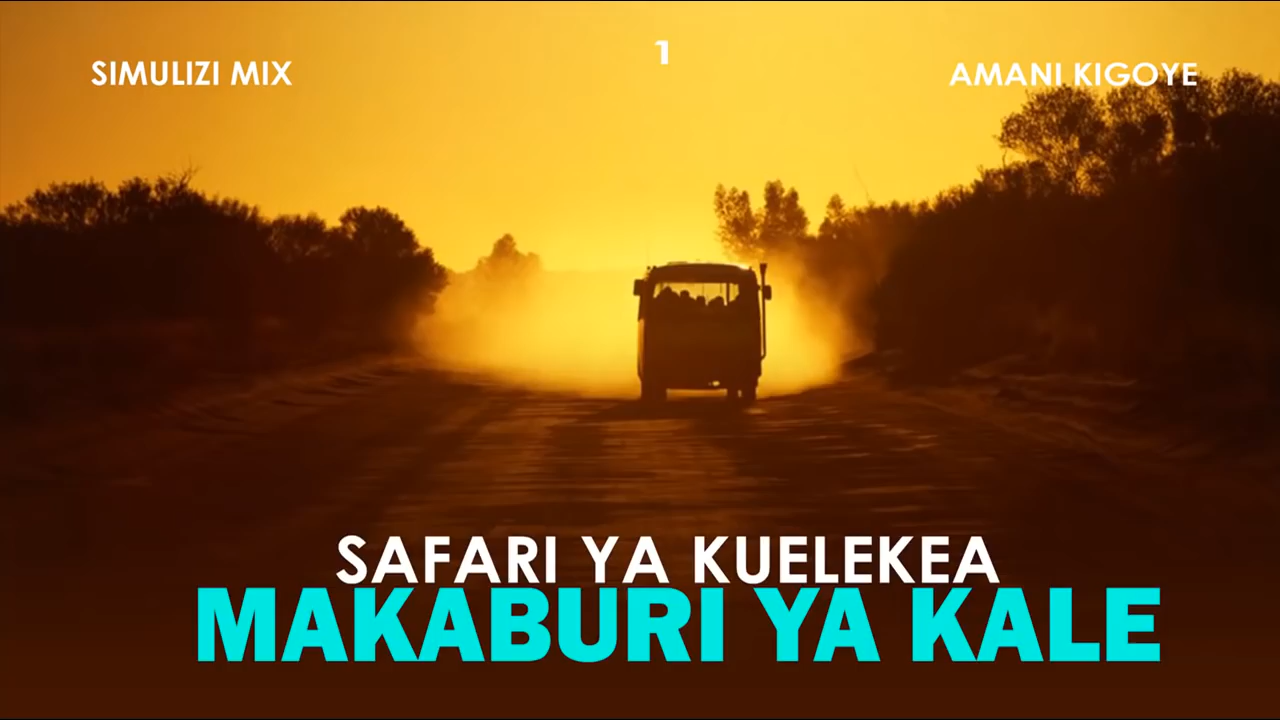 1
SIMULIZI MIX
AMANI KIGOYE
SAFARI YA KUELEKEA
MAKABURI YA KALE